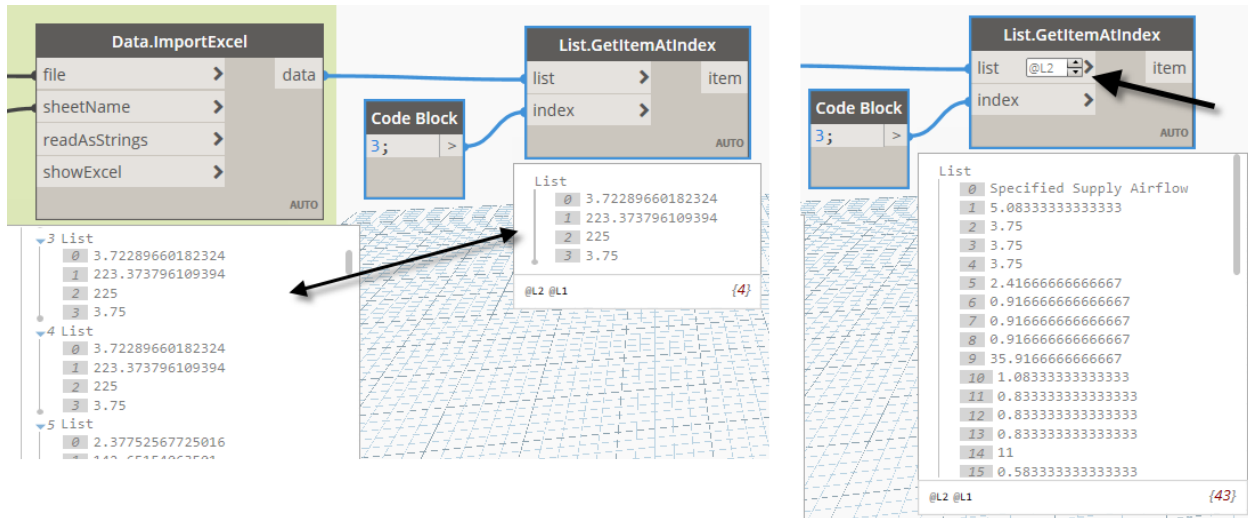 Data.ImportExcel
file > data
sheetName >
readAsStrings >
showExcel >
AUTO
3 List
0 3.72289660182324
1 223.373796109394
2 225
3 3.75
4 List
0 3.72289660182324
1 223.373796109394
2 225
3 3.75
5 List
0 2.37752567725016
Code Block
3; >
List.GetItemAtIndex
list > item
index >
AUTO
List
0 3.72289660182324
1 223.373796109394
2 225
3 3.75
@L2 @L1 {4}
Code Block
3; >
List.GetItemAtIndex
list @L2 > item
index >
AUTO
List
0 Specified Supply Airflow
1 5.08333333333333
2 3.75
3 3.75
4 3.75
5 2.41666666666667
6 0.916666666666667
7 0.916666666666667
8 0.916666666666667
9 35.9166666666667
10 1.08333333333333
11 0.833333333333333
12 0.833333333333333
13 0.833333333333333
14 11
15 0.583333333333333
@L2 @L1 {43}